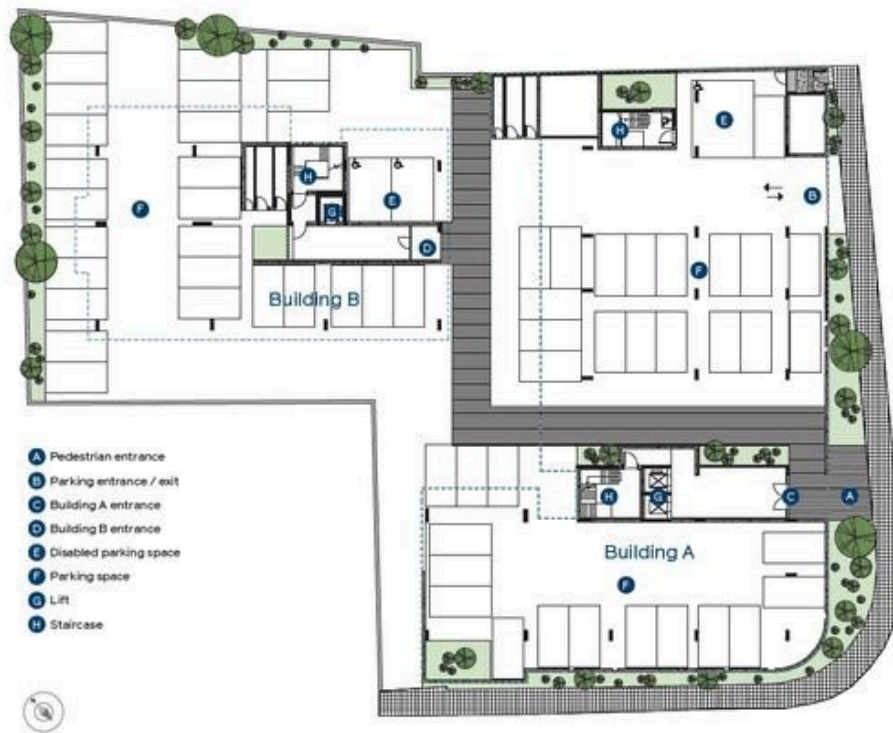 H
E
H
E
B
F
G
D
F
Building B
A Pedestrian entrance
B Parking entrance / exit
C Building A entrance
D Building B entrance
E Disabled parking space
F Parking space
G Lift
H Staircase
H
G
C
A
Building A
F